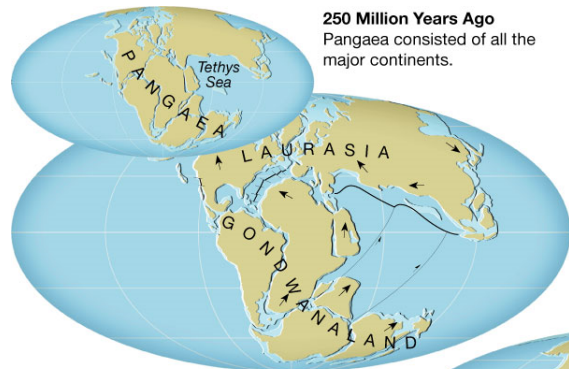 250 Million Years Ago
Pangaea consisted of all the
major continents.
PANGAEA
Tethys
Sea
LAURASIA
GONDWANALAND